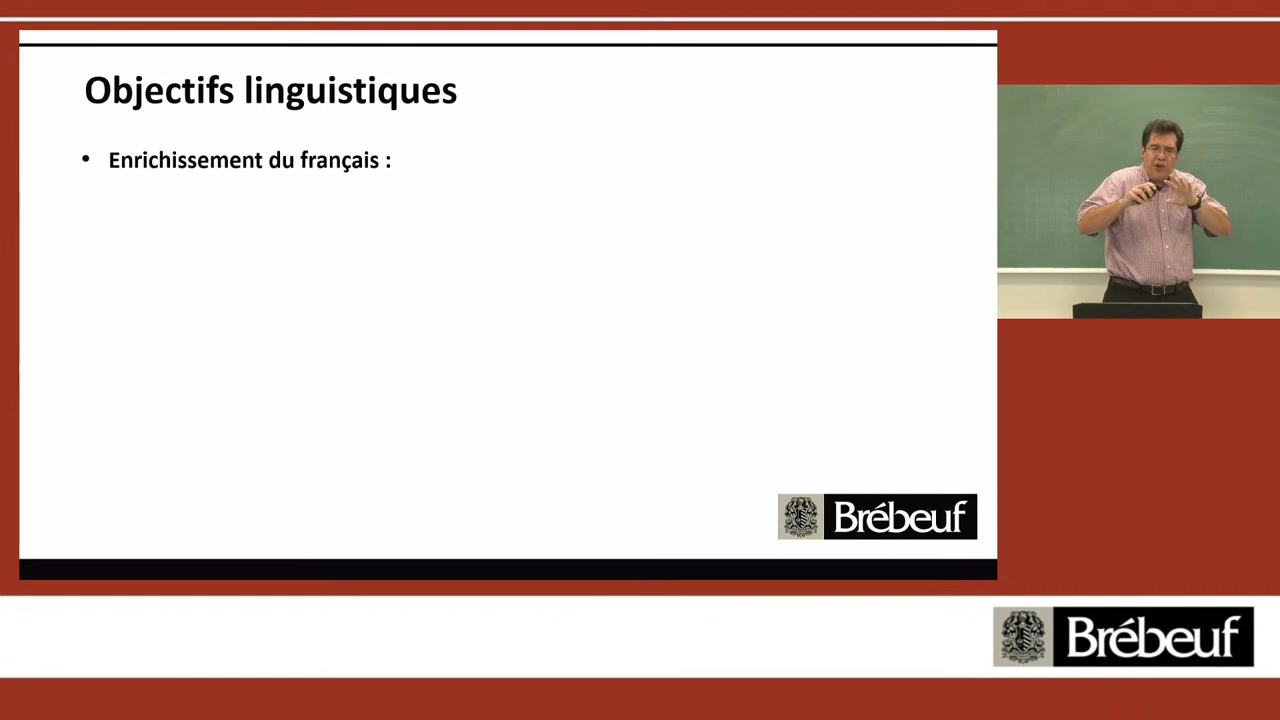 Objectifs linguistiques
• Enrichissement du français :
Brébeuf
Brébeuf